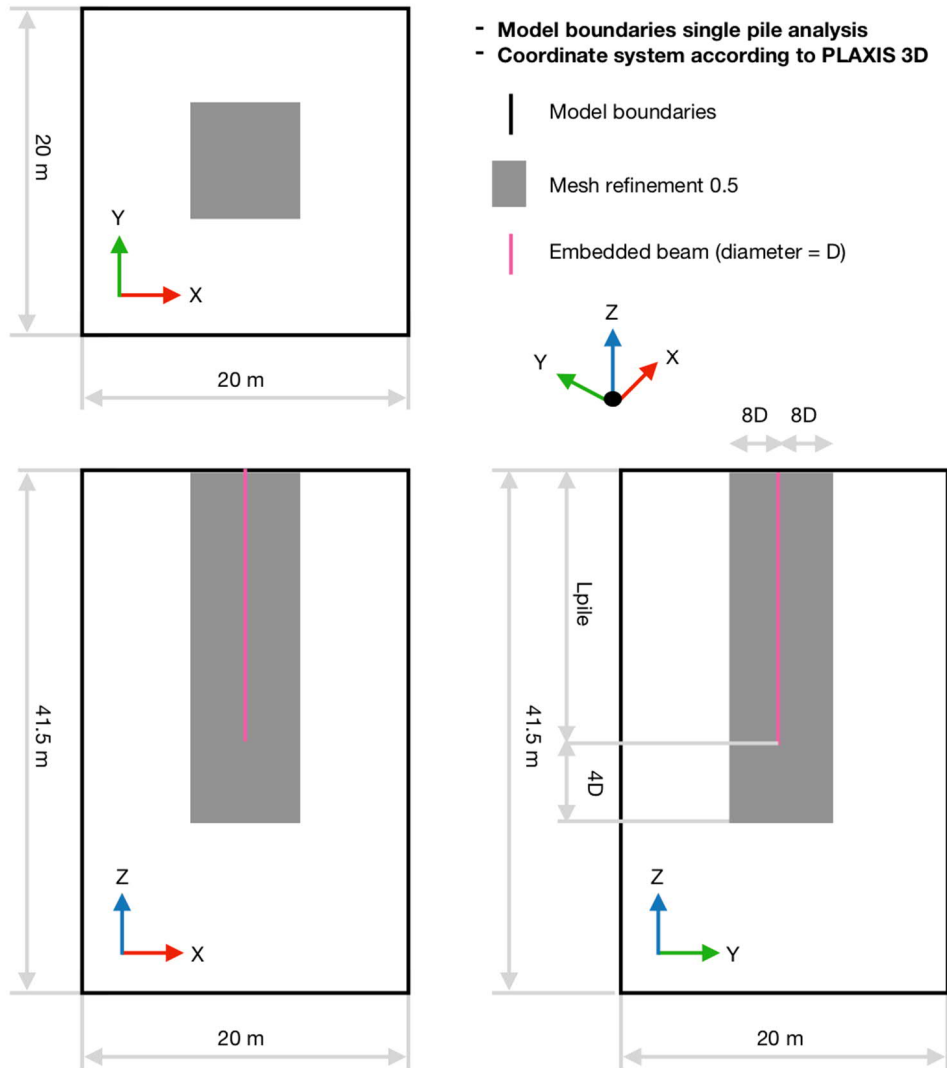 - Model boundaries single pile analysis
- Coordinate system according to PLAXIS 3D
Model boundaries
Mesh refinement 0.5
Embedded beam (diameter = D)
20 m
Y
X
20 m
Z
Y
X
8D 8D
41.5 m
Z
X
20 m
41.5 m
Lpile
4D
Z
Y
20 m